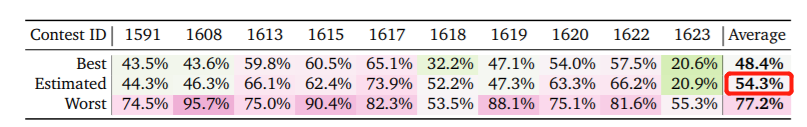 Contest ID 1591 1608 1613 1615 1617 1618 1619 1620 1622 1623 Average
Best 43.5% 43.6% 59.8% 60.5% 65.1% 32.2% 47.1% 54.0% 57.5% 20.6% 48.4%
Estimated 44.3% 46.3% 66.1% 62.4% 73.9% 52.2% 47.3% 63.3% 66.2% 20.9% 54.3%
Worst 74.5% 95.7% 75.0% 90.4% 82.3% 53.5% 88.1% 75.1% 81.6% 55.3% 77.2%